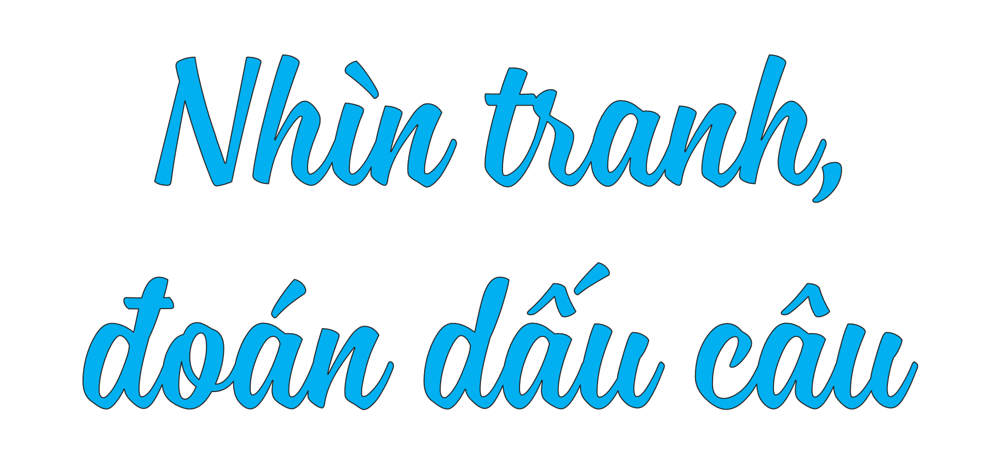 Nhìn tranh,
đoán dấu câu